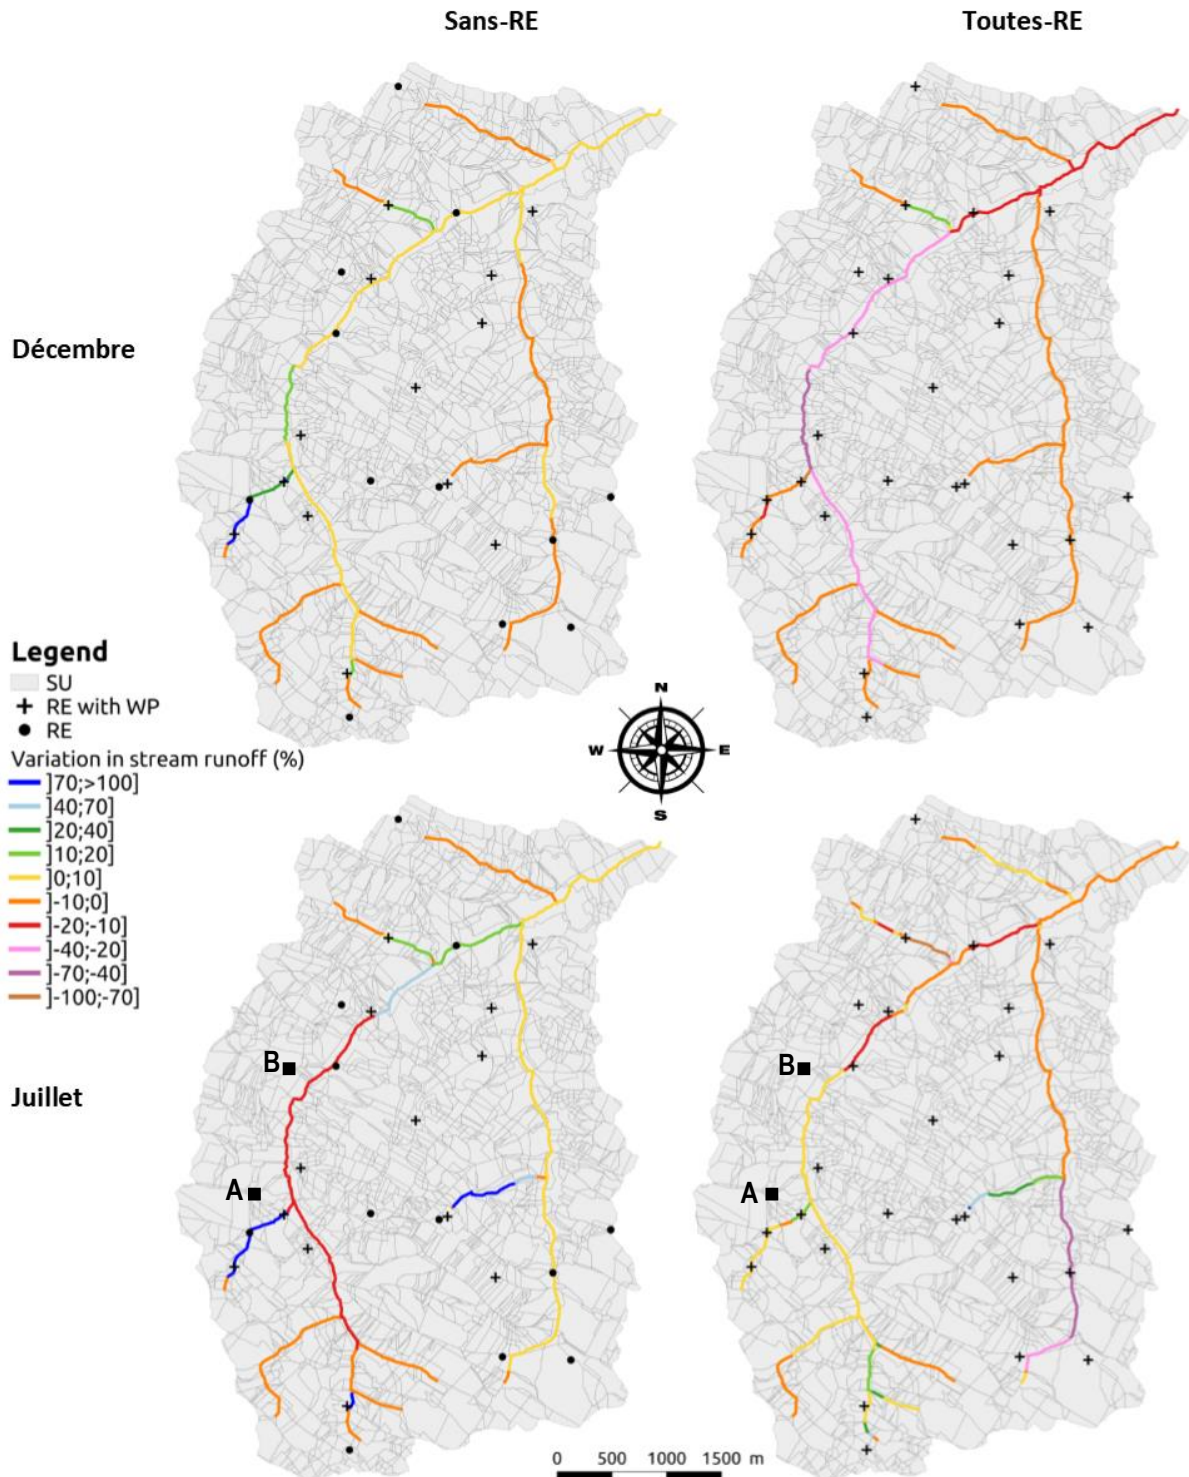 Sans-RE
Toutes-RE
Décembre
Legend
SU
RE with WP
RE
Variation in stream runoff (%)
]70;>100]
]40;70]
]20;40]
]10;20]
]0;10]
]-10;0]
]-20;-10]
]-40;-20]
]-70;-40]
]-100;-70]
N
W
E
S
B
B
Juillet
A
A
0 500 1000 1500 m